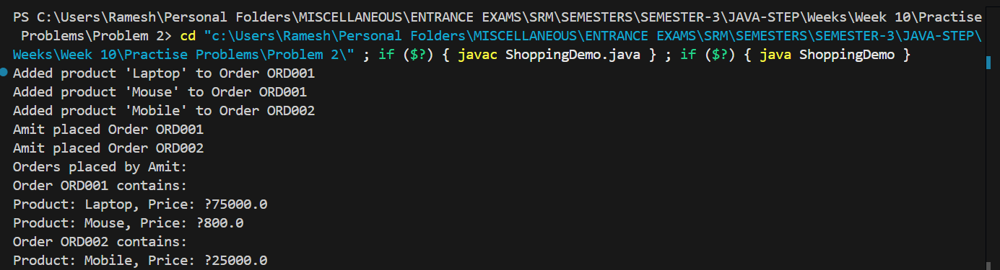 PS C:\Users\Ramesh\Personal Folders\MISCELLANEOUS\ENTRANCE EXAMS\SRM\SEMESTERS\SEMESTER-3\JAVA-STEP\Weeks\Week 10\Practise
 Problems\Problem 2> cd "c:\Users\Ramesh\Personal Folders\MISCELLANEOUS\ENTRANCE EXAMS\SRM\SEMESTERS\SEMESTER-3\JAVA-STEP\
Weeks\Week 10\Practise Problems\Problem 2\" ; if ($?) { javac ShoppingDemo.java } ; if ($?) { java ShoppingDemo }
Added product 'Laptop' to Order ORD001
Added product 'Mouse' to Order ORD001
Added product 'Mobile' to Order ORD002
Amit placed Order ORD001
Amit placed Order ORD002
Orders placed by Amit:
Order ORD001 contains:
Product: Laptop, Price: ?75000.0
Product: Mouse, Price: ?800.0
Order ORD002 contains:
Product: Mobile, Price: ?25000.0